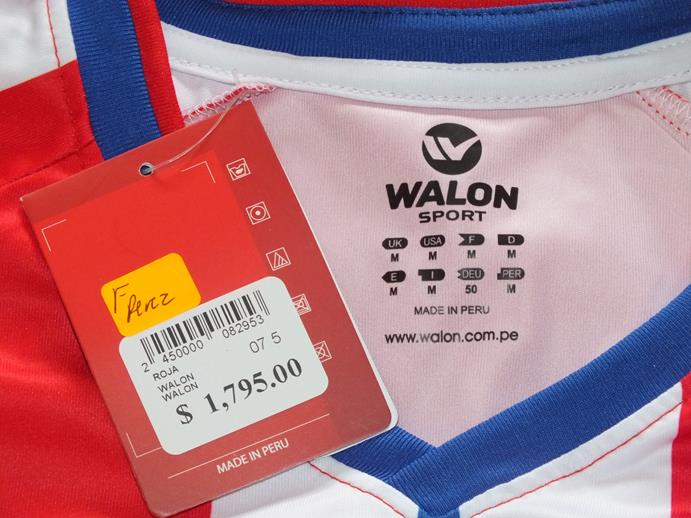 WALON
SPORT
UK USA F D
M M M M
E I DEU PER
M M 50 M
MADE IN PERU
www.walon.com.pe
F Perez
2 450000 082953
ROJA 07 5
WALON
WALON
$ 1,795.00
MADE IN PERU